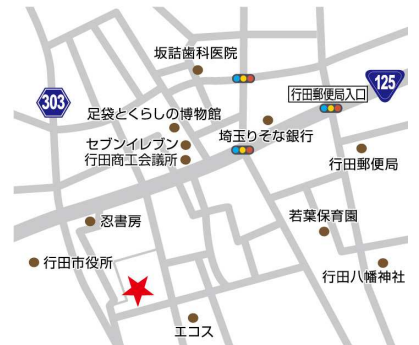 坂詰歯科医院
125
303
行田郵便局入口
足袋とくらしの博物館
埼玉りそな銀行
セブンイレブン
行田商工会議所
行田郵便局
忍書房
若葉保育園
行田市役所
行田八幡神社
エコス